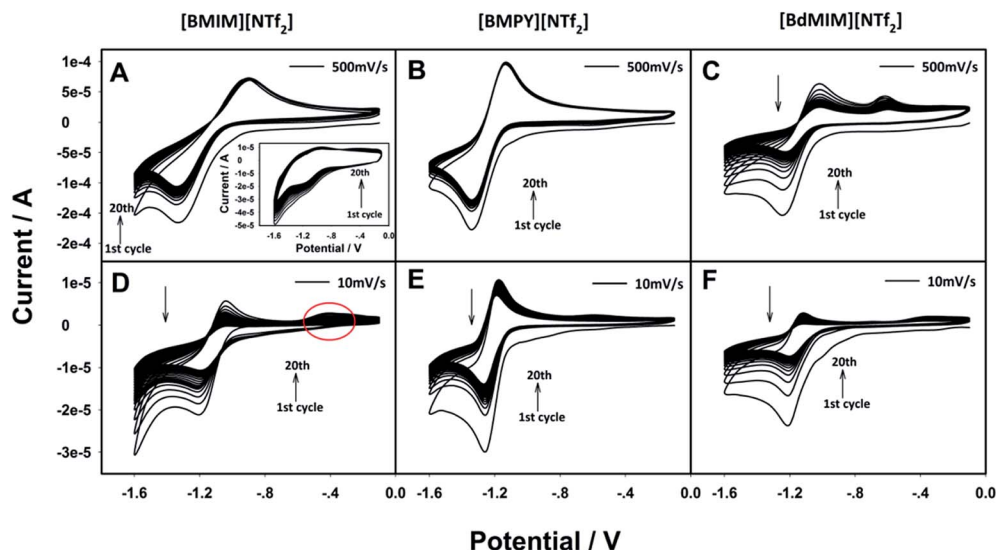 [BMIM][NTf2] [BMPY][NTf2] [BdMIM][NTf2]
A 500mV/s B 500mV/s C 500mV/s
1e-4
5e-5
0
-5e-5
-1e-4
-2e-4
-2e-4
Current / A
20th
1st cycle
1e-5
0
-1e-5
-2e-5
-3e-5
-4e-5
-5e-5
Current / A
20th
1st cycle
-1.6 -1.2 -.8 -.4 0.0
Potential / V
20th
1st cycle
20th
1st cycle
D 10mV/s E 10mV/s F 10mV/s
1e-5
0
-1e-5
-2e-5
-3e-5
20th
1st cycle
20th
1st cycle
20th
1st cycle
-1.6 -1.2 -.8 -.4 0.0 -1.6 -1.2 -.8 -.4 0.0 -1.6 -1.2 -.8 -.4 0.0
Potential / V